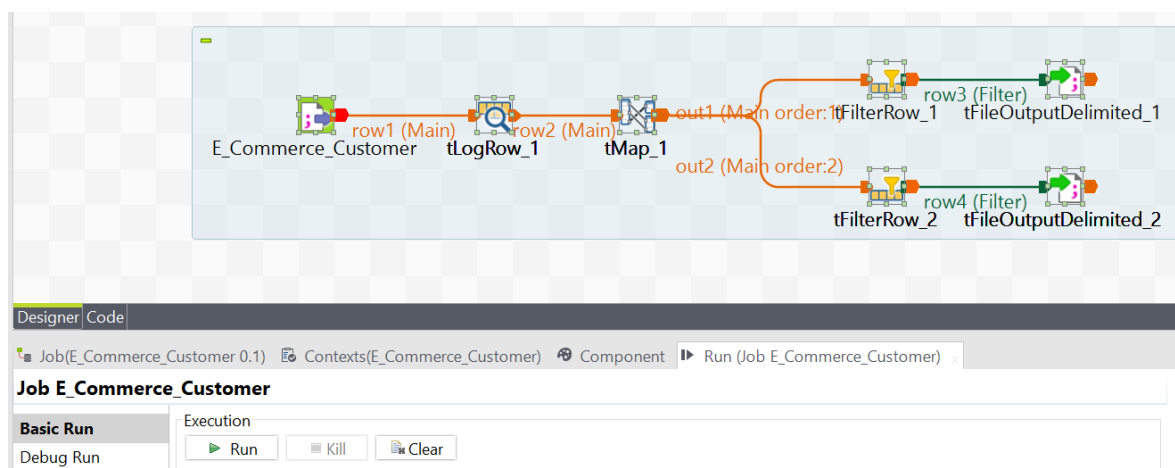 out1 (Main order:1)
tFilterRow_1
row3 (Filter)
tFileOutputDelimited_1
E_Commerce_Customer
row1 (Main)
tLogRow_1
row2 (Main)
tMap_1
out2 (Main order:2)
tFilterRow_2
row4 (Filter)
tFileOutputDelimited_2
Designer Code
Job(E_Commerce_Customer 0.1) Contexts(E_Commerce_Customer) Component Run (Job E_Commerce_Customer)
Job E_Commerce_Customer
Basic Run
Debug Run
Execution
Run Kill Clear